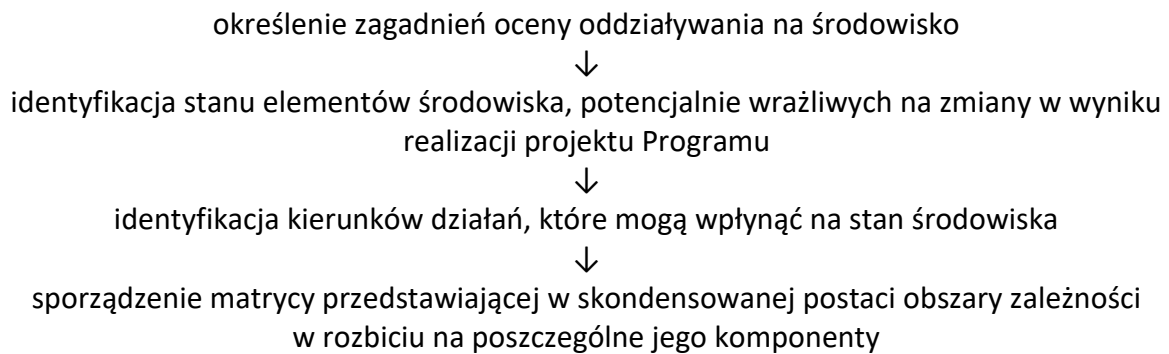 określenie zagadnień oceny oddziaływania na środowisko
↓
identyfikacja stanu elementów środowiska, potencjalnie wrażliwych na zmiany w wyniku
realizacji projektu Programu
↓
identyfikacja kierunków działań, które mogą wpłynąć na stan środowiska
↓
sporządzenie matrycy przedstawiającej w skondensowanej postaci obszary zależności
w rozbiciu na poszczególne jego komponenty